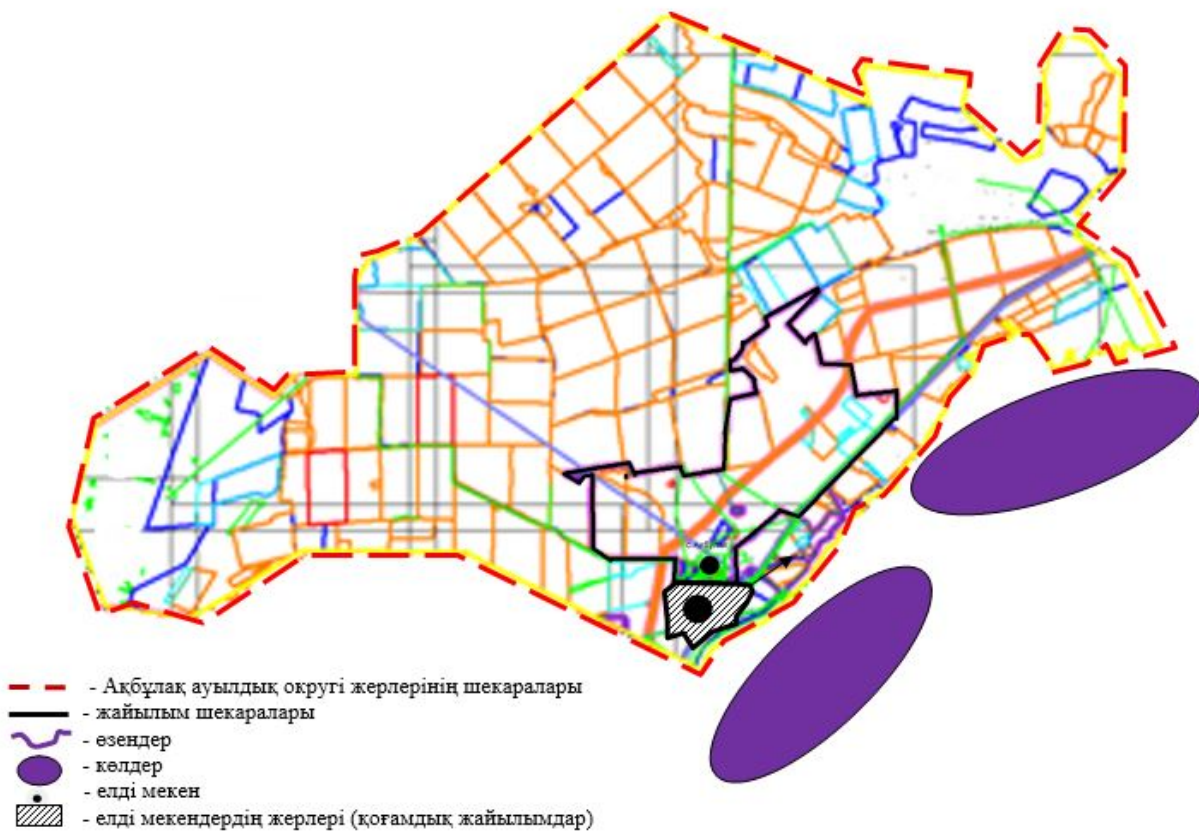 - Ақбұлақ ауылдық округі жерлерінің шекаралары
- жайылым шекаралары
- өзендер
- көлдер
- елді мекен
- елді мекендердің жерлері (қоғамдық жайылымдар)